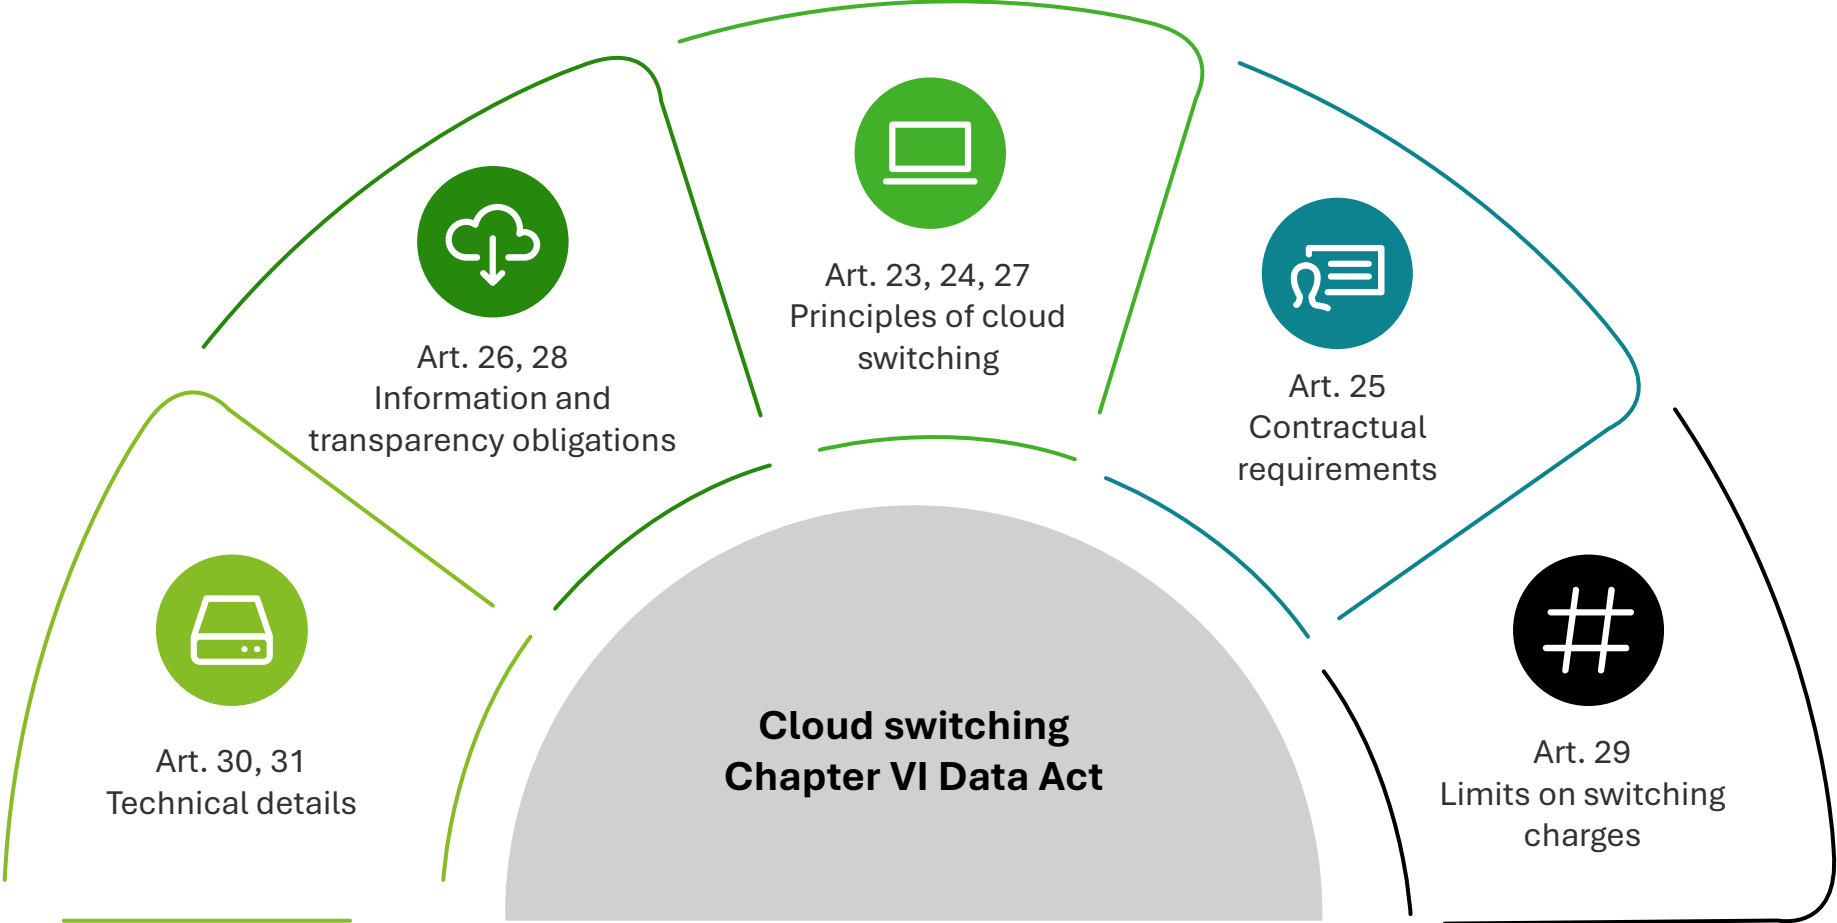 Art. 23, 24, 27
Principles of cloud
switching
Art. 26, 28
Information and
transparency obligations
Art. 25
Contractual
requirements
Art. 30, 31
Technical details
Art. 29
Limits on switching
charges
Cloud switching
Chapter VI Data Act